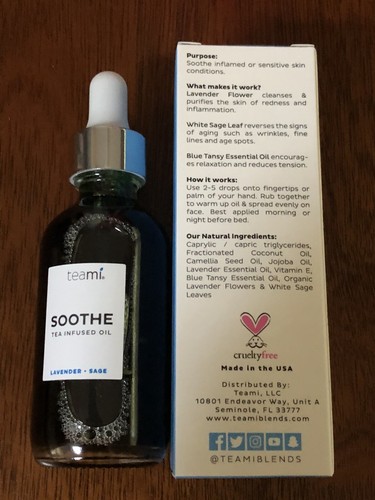 teami®
SOOTHE
TEA INFUSED OIL
LAVENDER • SAGE
Purpose:
Soothe inflamed or sensitive skin
conditions.
What makes it work?
Lavender Flower cleanses &
purifies the skin of redness and
inflammation.
White Sage Leaf reverses the signs
of aging such as wrinkles, fine
lines and age spots.
Blue Tansy Essential Oil encourag-
es relaxation and reduces tension.
How it works:
Use 2-5 drops onto fingertips or
palm of your hand. Rub together
to warm up oil & spread evenly on
face. Best applied morning or
night before bed.
Our Natural Ingredients:
Caprylic / capric triglycerides,
Fractionated Coconut Oil,
Camellia Seed Oil, Jojoba Oil,
Lavender Essential Oil, Vitamin E,
Blue Tansy Essential Oil, Organic
Lavender Flowers & White Sage
Leaves
crueltyfree
Made in the USA
Distributed By:
Teami, LLC
10801 Endeavor Way, Unit A
Seminole, FL 33777
www.teamiblends.com
@TEAMIBLENDS